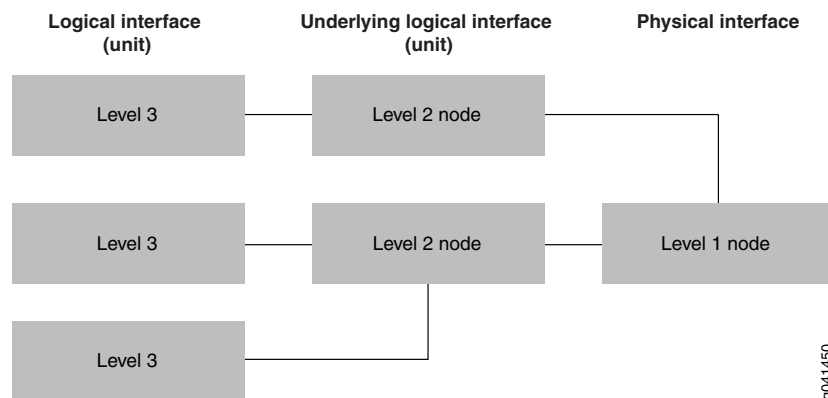 Logical interface
(unit)
Underlying logical interface
(unit)
Physical interface
Level 3
Level 2 node
Level 3
Level 2 node
Level 1 node
Level 3